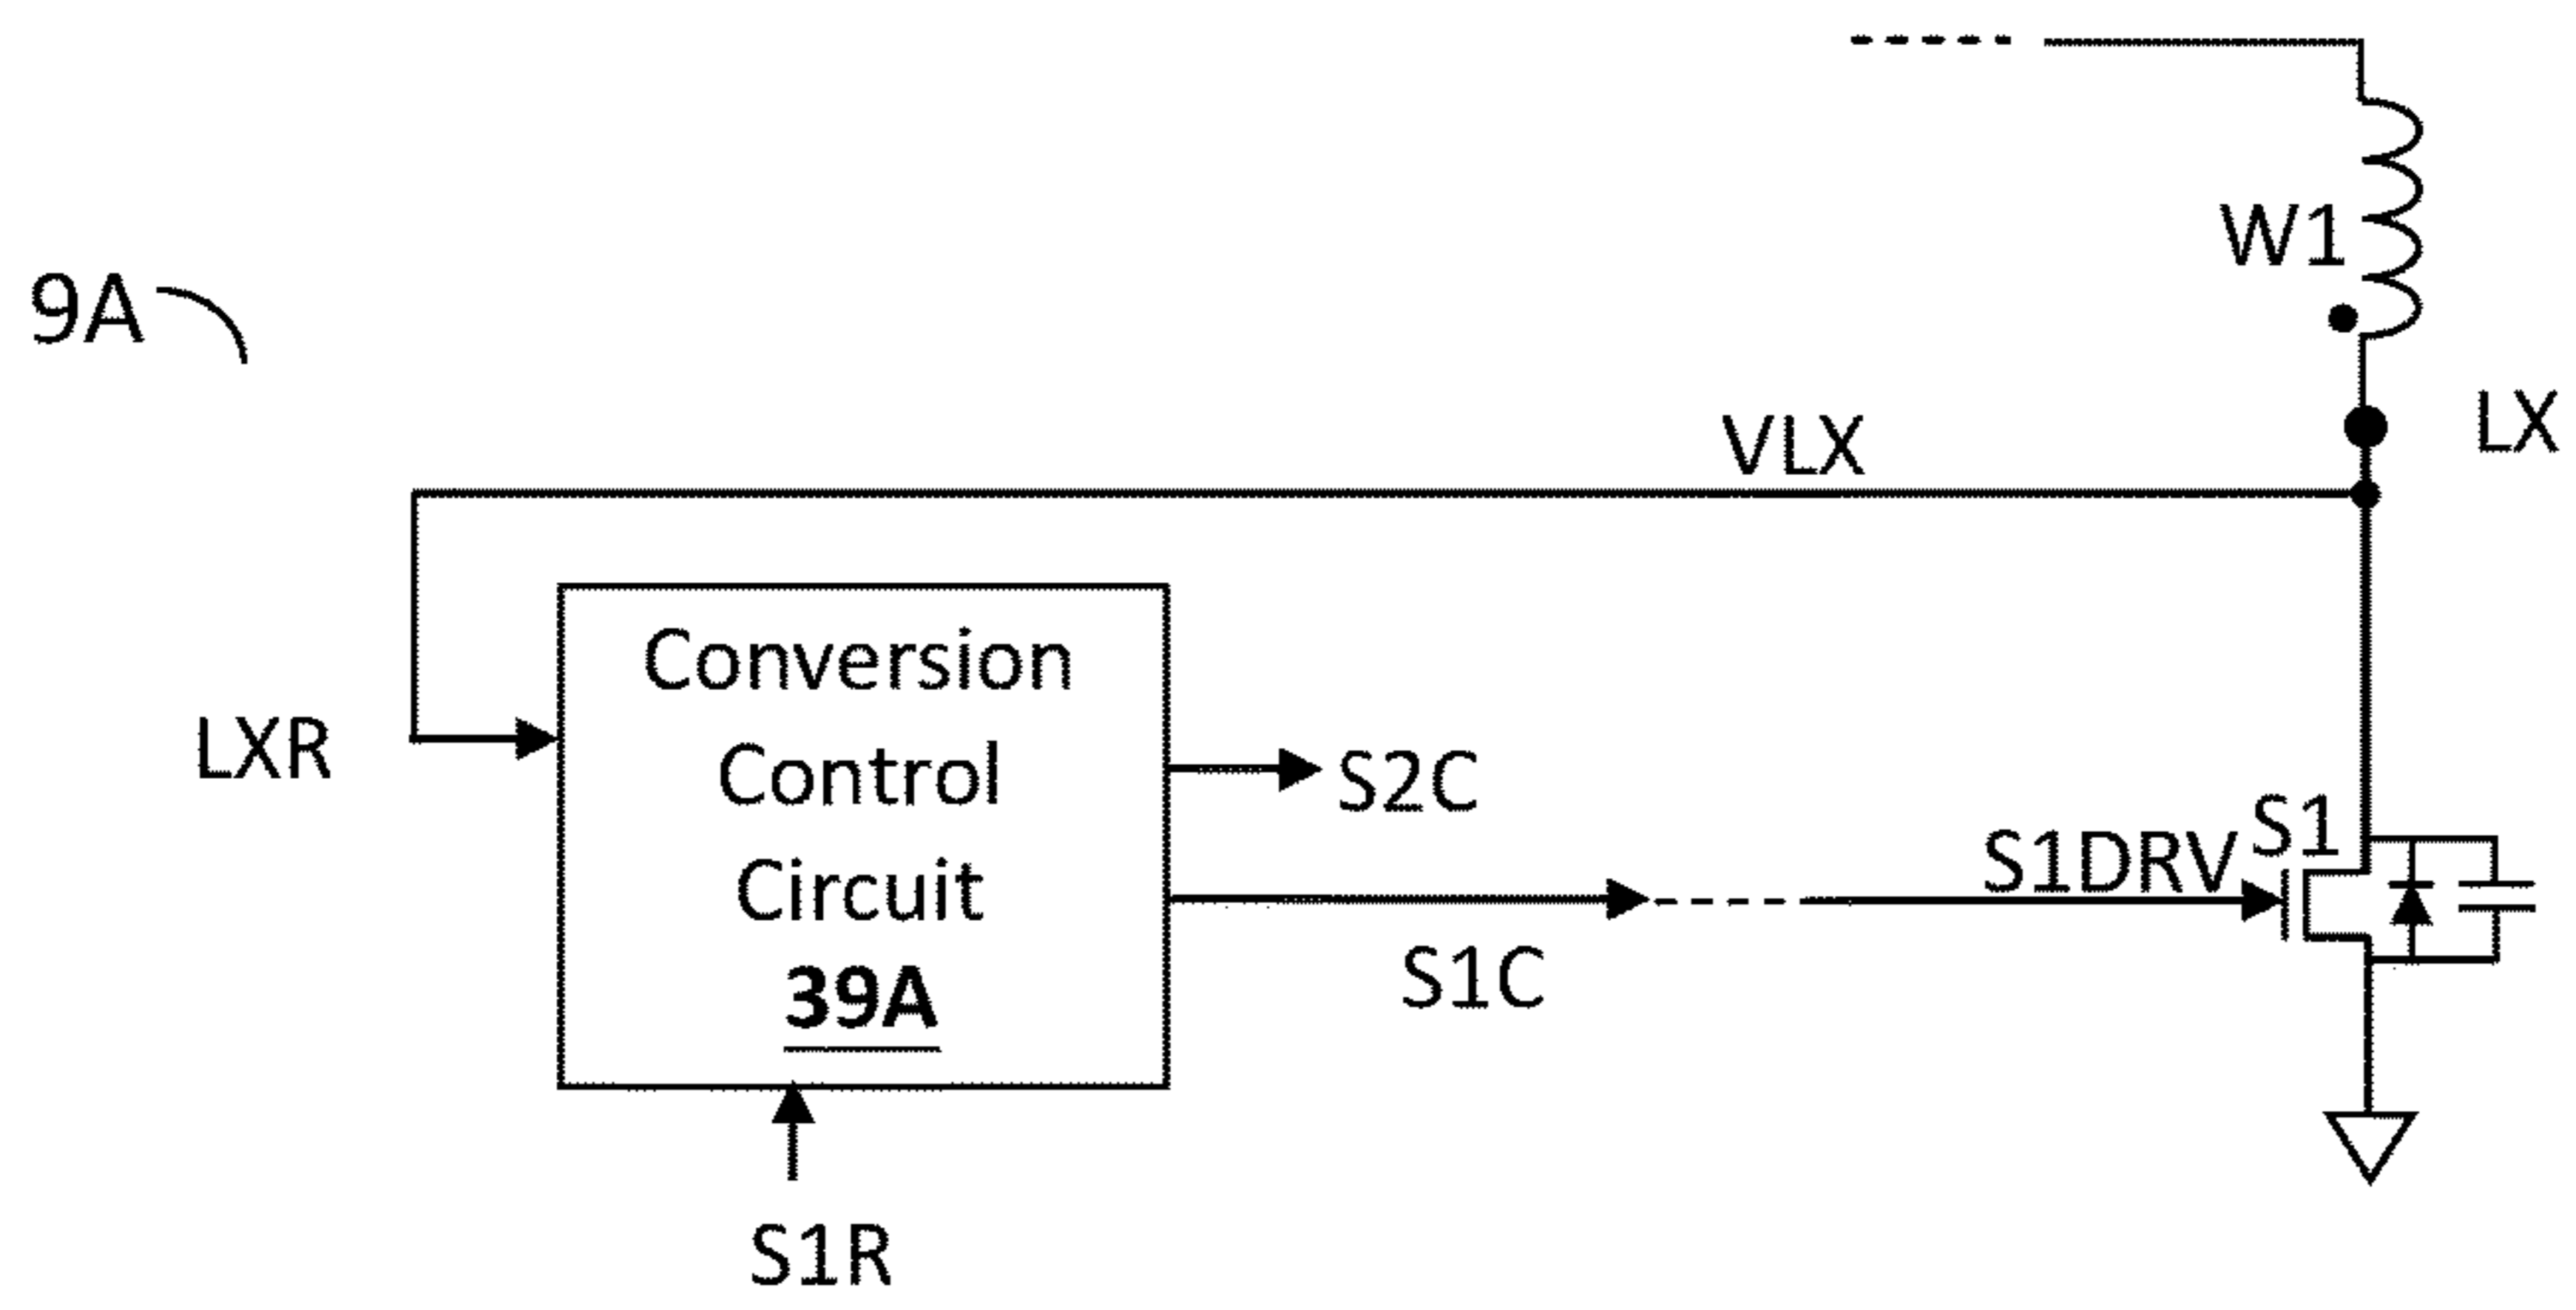 W1
9A
LX
VLX
Conversion
Control
Circuit
39A
LXR
S2C
S1
S1DRV
S1C
S1R